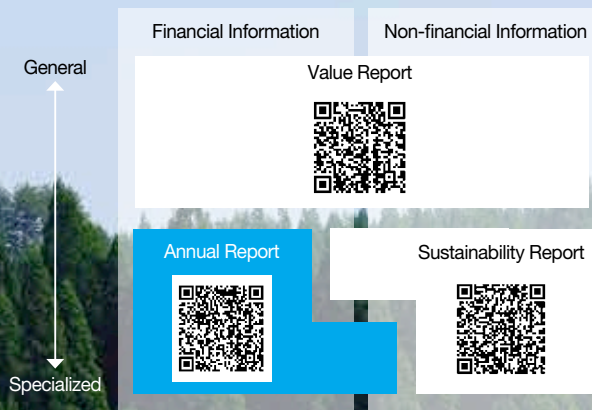 Financial Information
Non-financial Information
General
Value Report
Annual Report
Sustainability Report
Specialized